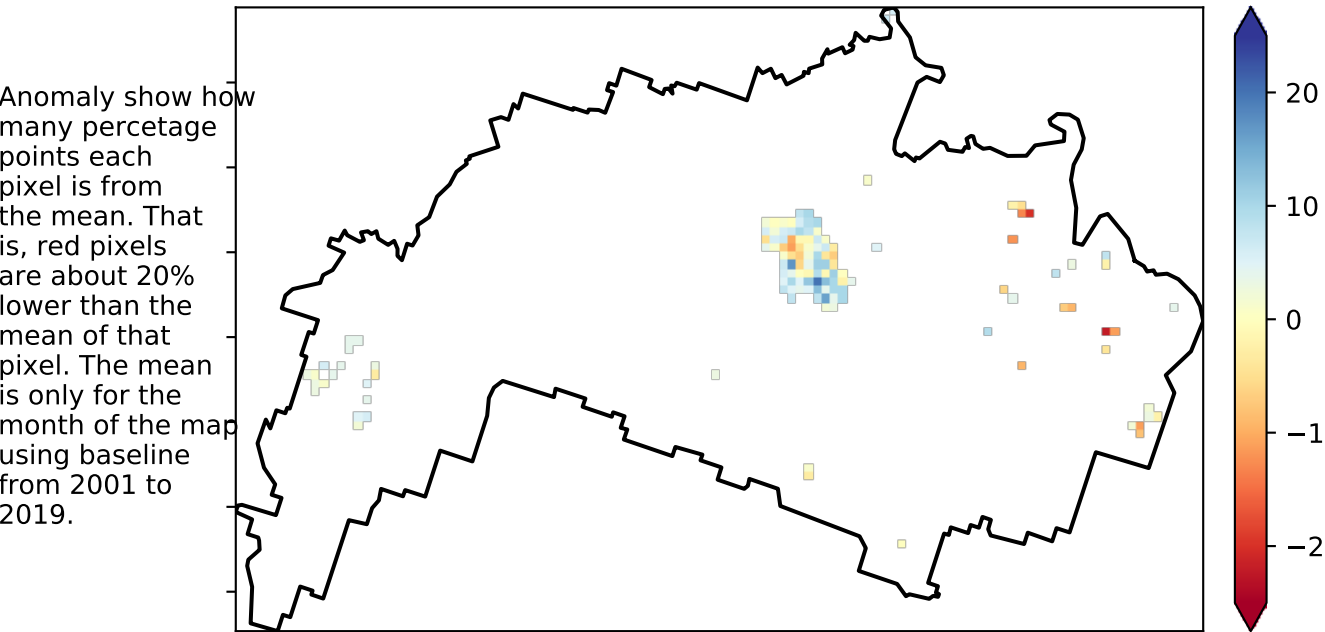 Anomaly show how
many percetage
points each
pixel is from
the mean. That
is, red pixels
are about 20%
lower than the
mean of that
pixel. The mean
is only for the
month of the map
using baseline
from 2001 to
2019.
20
10
0
−1
−2